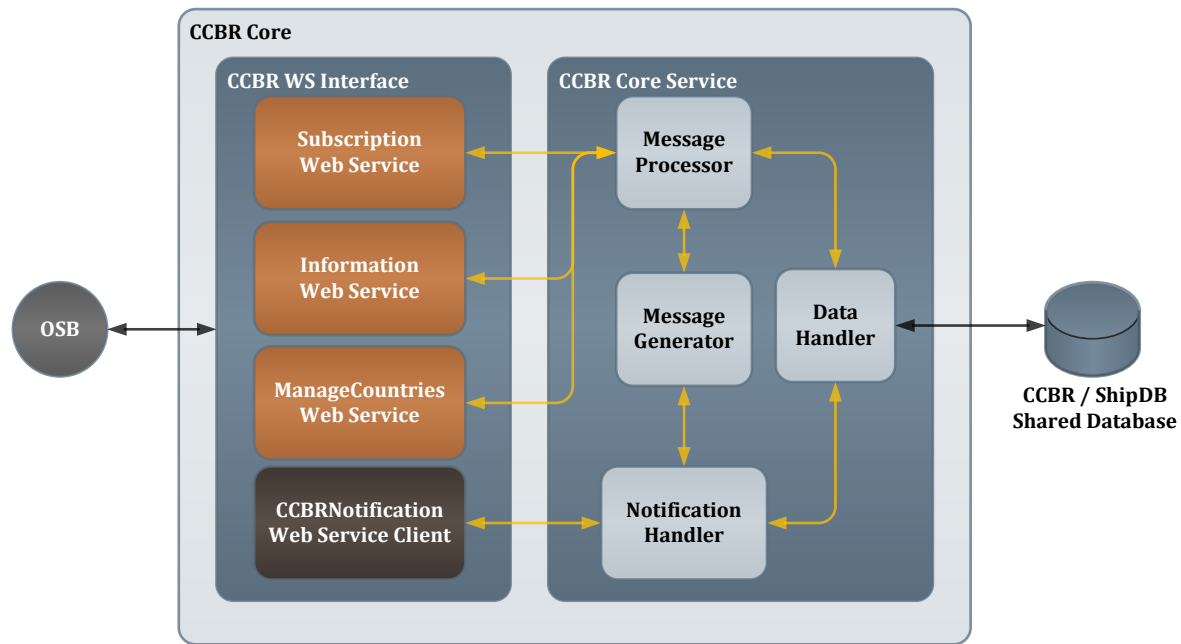 CCBR Core
CCBR WS Interface
Subscription
Web Service
Information
Web Service
ManageCountries
Web Service
CCBRNotification
Web Service Client
CCBR Core Service
Message
Processor
Message
Generator
Data
Handler
Notification
Handler
OSB
CCBR / ShipDB
Shared Database